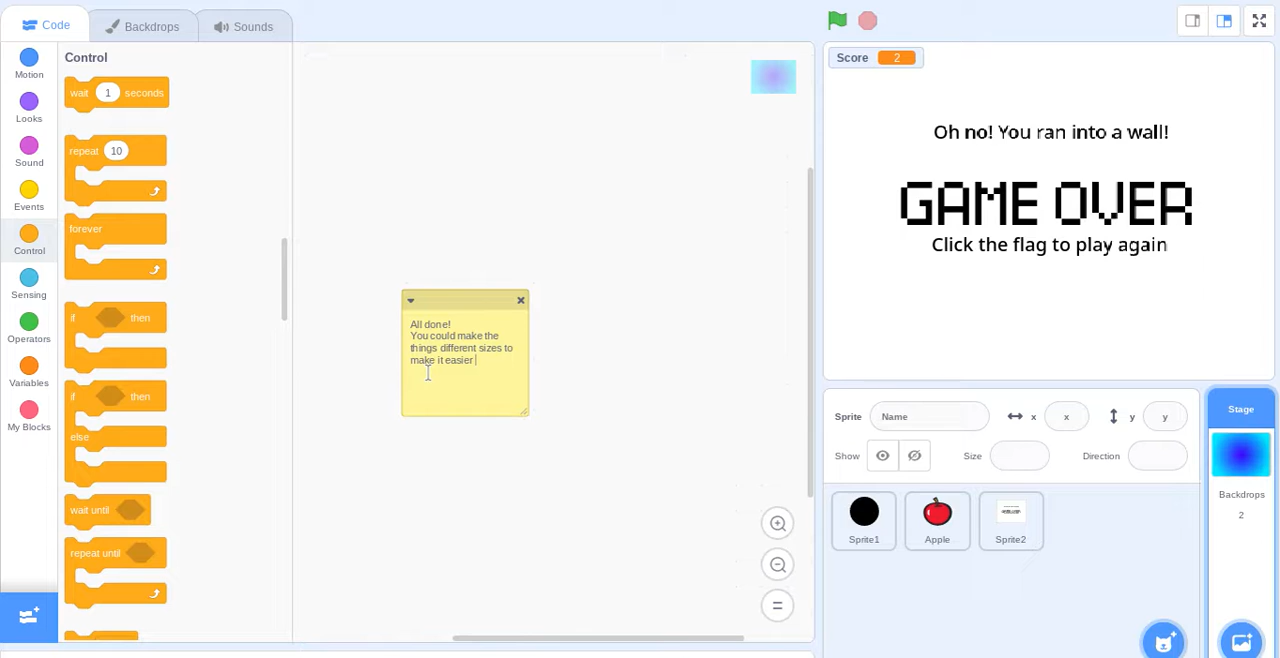 Code
Backdrops
Sounds
Motion
Looks
Sound
Events
Control
Sensing
Operators
Variables
My Blocks
Control
wait 1 seconds
repeat 10
forever
if then
if then
else
wait until
repeat until
All done!
You could make the
things different sizes to
make it easier
Score 2
Oh no! You ran into a wall!
GAME OVER
Click the flag to play again
Sprite Name x x y y
Show Size Direction
Sprite1
Apple
Sprite2
Stage
Backdrops
2